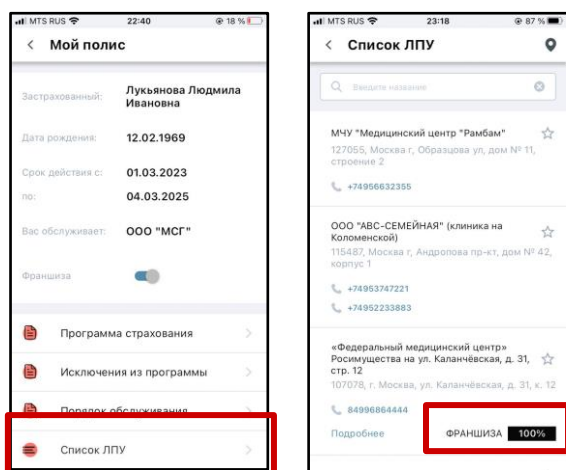 MTS RUS 22:40 @ 18 %
Мой полис
Застрахованный: Лукьянова Людмила
Ивановна
Дата рождения: 12.02.1969
Срок действия с: 01.03.2023
по: 04.03.2025
Вас обслуживает: ООО "МСГ"
Франшиза
Программа страхования
Исключения из программы
Порядок обслуживания
Список ЛПУ
MTS RUS 23:18 @ 87 %
Список ЛПУ
Введите название
МЧУ "Медицинский центр "Рамбам"
127055, Москва г, Образцова ул, дом № 11,
строение 2
+74956632355
ООО "АВС-СЕМЕЙНАЯ" (клиника на
Коломенской)
115487, Москва г, Андропова пр-кт, дом № 42,
корпус 1
+74953747221
+74952233883
«Федеральный медицинский центр»
Росимущества на ул. Каланчёвская, д. 31,
стр. 12
107078, г. Москва, ул. Каланчёвская, д. 31, к. 12
84996864444
Подробнее ФРАНШИЗА 100%